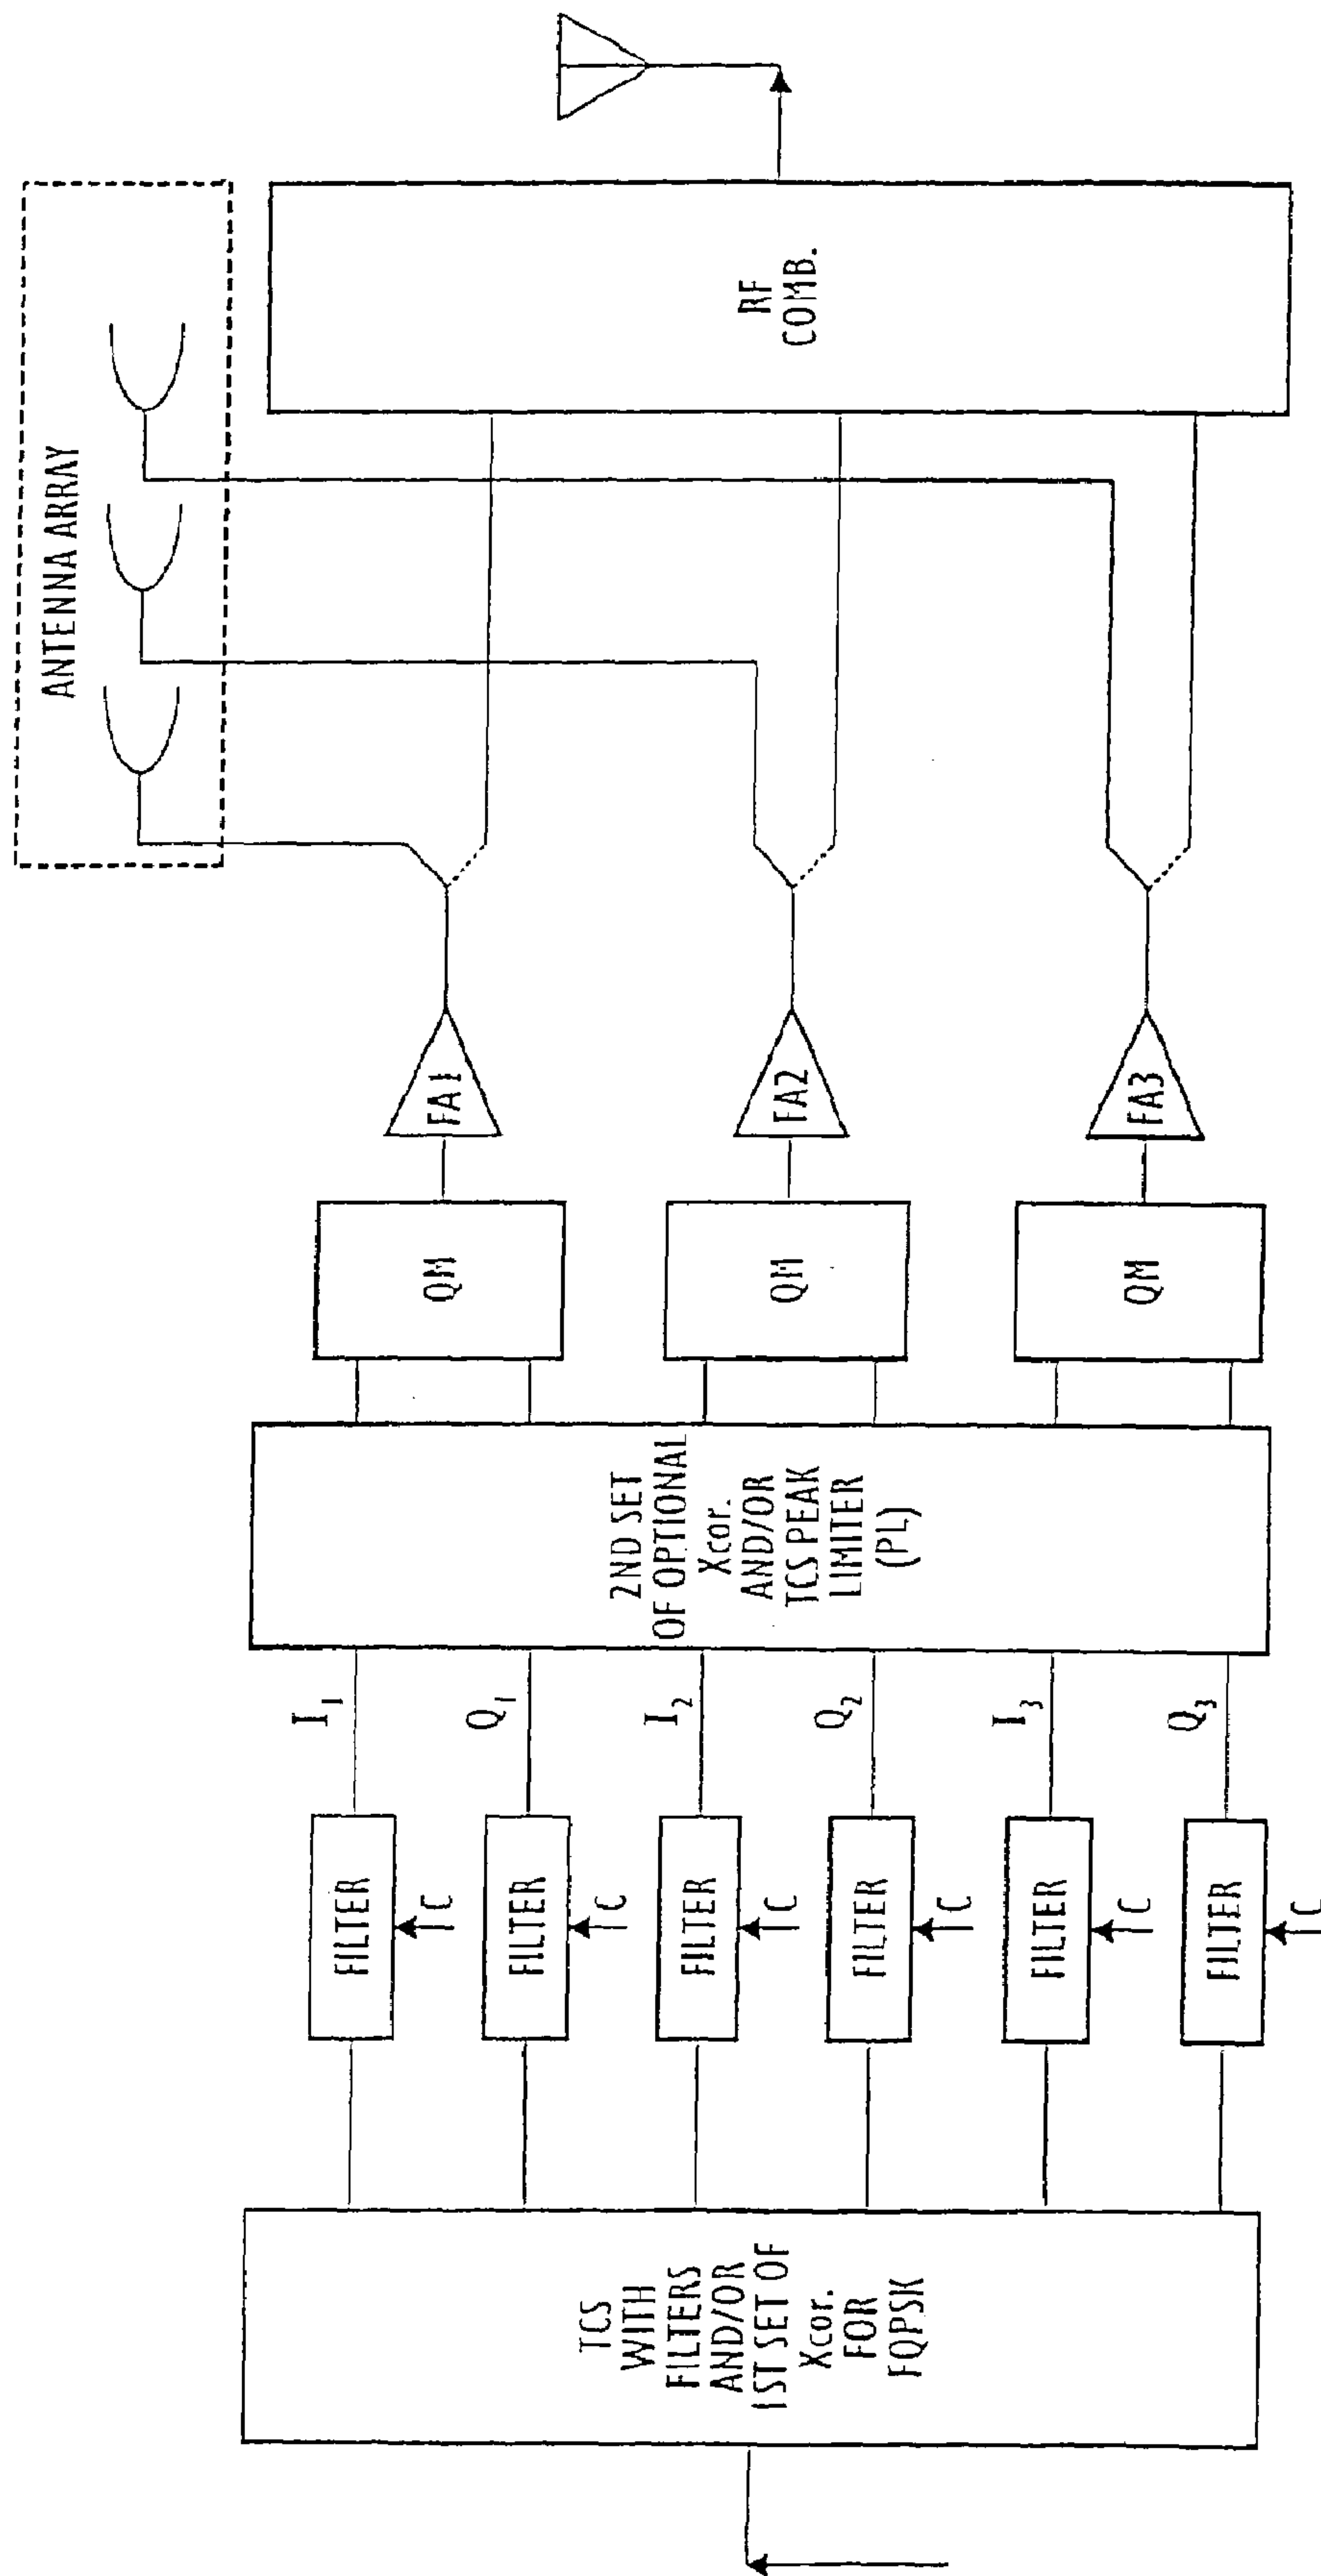 TCS
WITH
FILTERS
AND/OR
1ST SET OF
Xcor.
FOR
FQPSK
FILTER
C
FILTER
C
FILTER
C
FILTER
C
FILTER
C
FILTER
C
I1
Q1
I2
Q2
I3
Q3
2ND SET
OF OPTIONAL
Xcor.
AND/OR
TCS PEAK
LIMITER
(PL)
QM
QM
QM
FA1
FA2
FA3
ANTENNA ARRAY
RF
COMB.